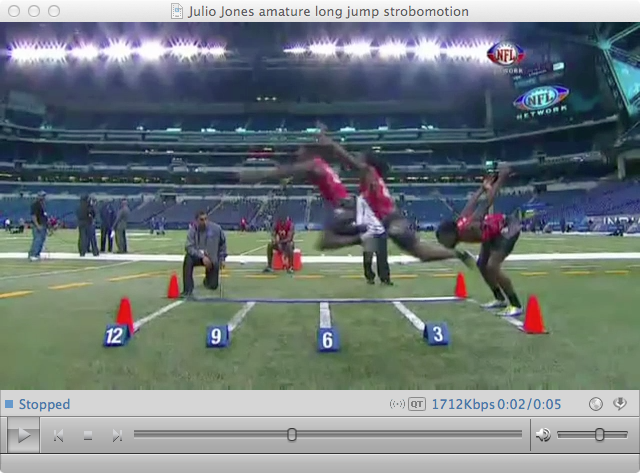 Julio Jones amature long jump strobomotion
NFL
NETWORK
NFL
NETWORK
12
9
6
3
Stopped
QT
1712Kbps
0:02/0:05